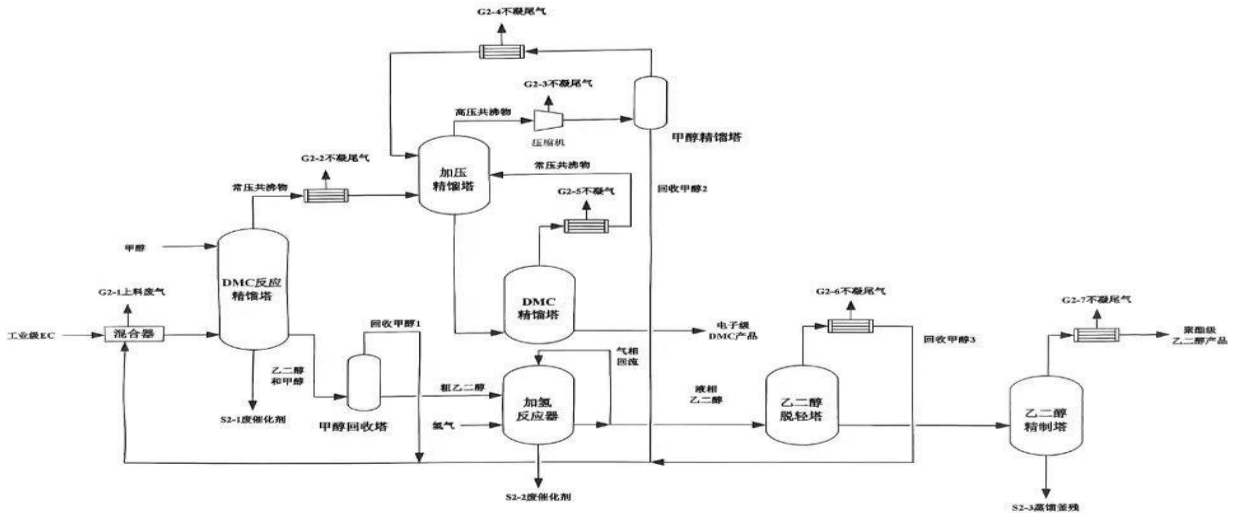 G2-4不凝尾气
G2-3不凝尾气
高压共沸物
压缩机
甲醇精馏塔
G2-2不凝尾气
加压
精馏塔
常压共沸物
常压共沸物
G2-5不凝气
回收甲醇2
甲醇
DMC反应
精馏塔
G2-1上料废气
DMC
精馏塔
G2-6不凝尾气
G2-7不凝尾气
工业级EC
混合器
回收甲醇1
电子级
DMC产品
回收甲醇3
聚酯级
乙二醇产品
气相
回流
乙二醇
和甲醇
粗乙二醇
加氢
反应器
液相
乙二醇
乙二醇
脱轻塔
乙二醇
精制塔
S2-1废催化剂
甲醇回收塔
氢气
S2-2废催化剂
S2-3蒸馏釜残